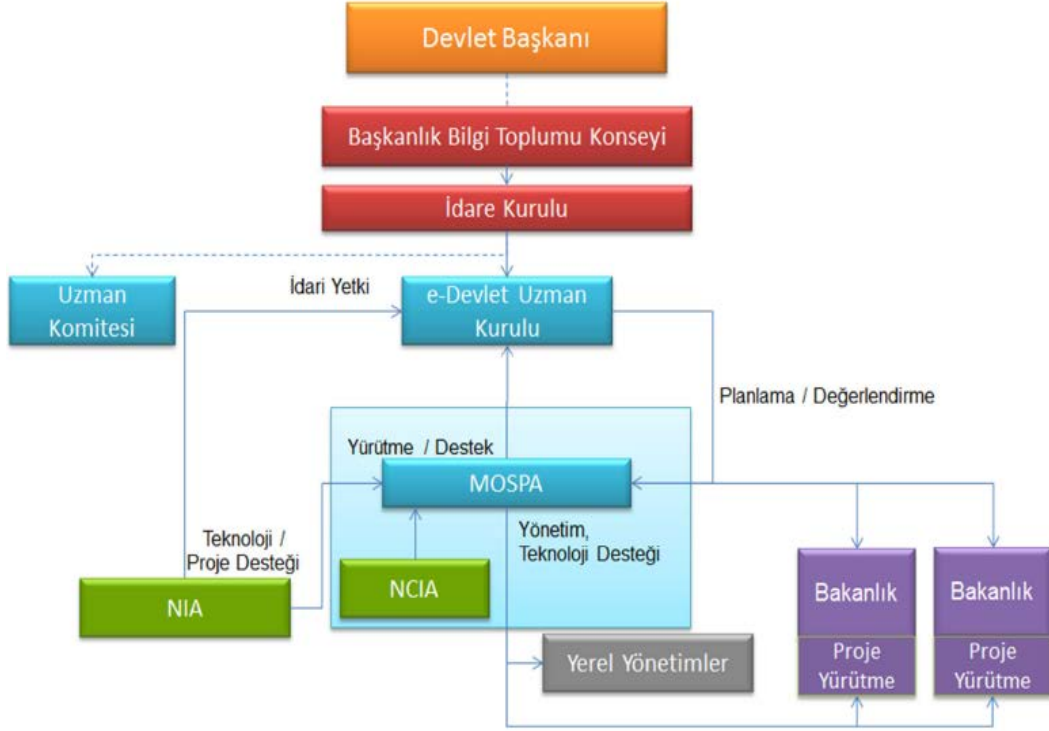 Devlet Başkanı
Başkanlık Bilgi Toplumu Konseyi
İdare Kurulu
Uzman
Komitesi
İdari Yetki
e-Devlet Uzman
Kurulu
Planlama / Değerlendirme
Yürütme / Destek
MOSPA
Teknoloji /
Proje Desteği
Yönetim,
Teknoloji Desteği
NIA
NCIA
Bakanlık
Bakanlık
Yerel Yönetimler
Proje
Yürütme
Proje
Yürütme